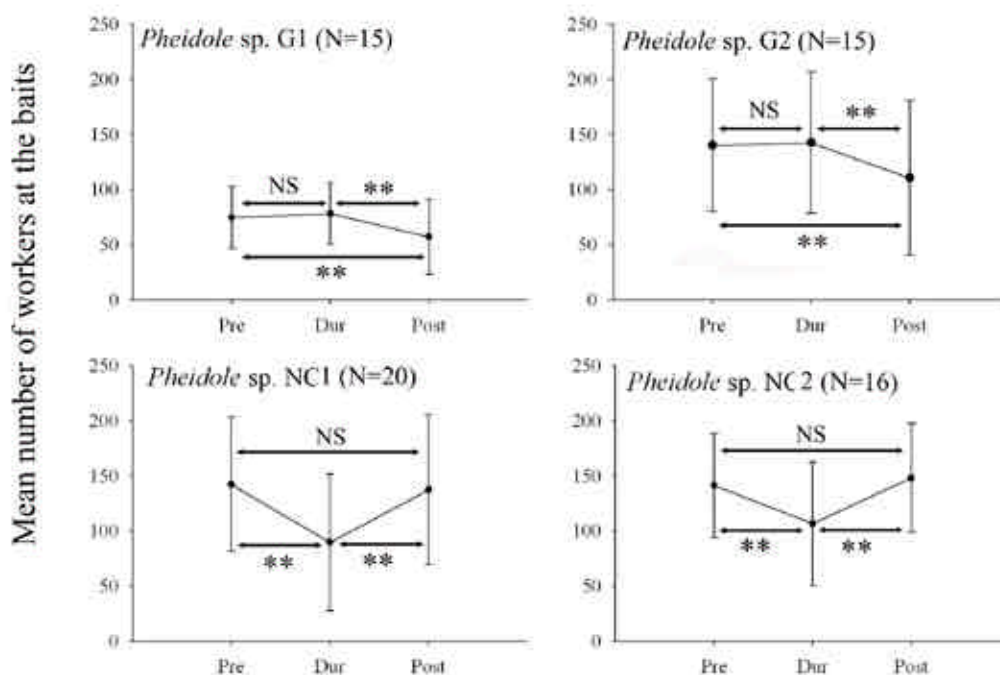 Mean number of workers at the baits
Pheidole sp. G1 (N=15)
250
200
150
100
50
0
NS
**
**
Pre Dur Post
Pheidole sp. G2 (N=15)
250
200
150
100
50
0
NS
**
**
Pre Dur Post
Pheidole sp. NC1 (N=20)
250
200
150
100
50
0
NS
**
**
Pre Dur Post
Pheidole sp. NC2 (N=16)
250
200
150
100
50
0
NS
**
**
Pre Dur Post